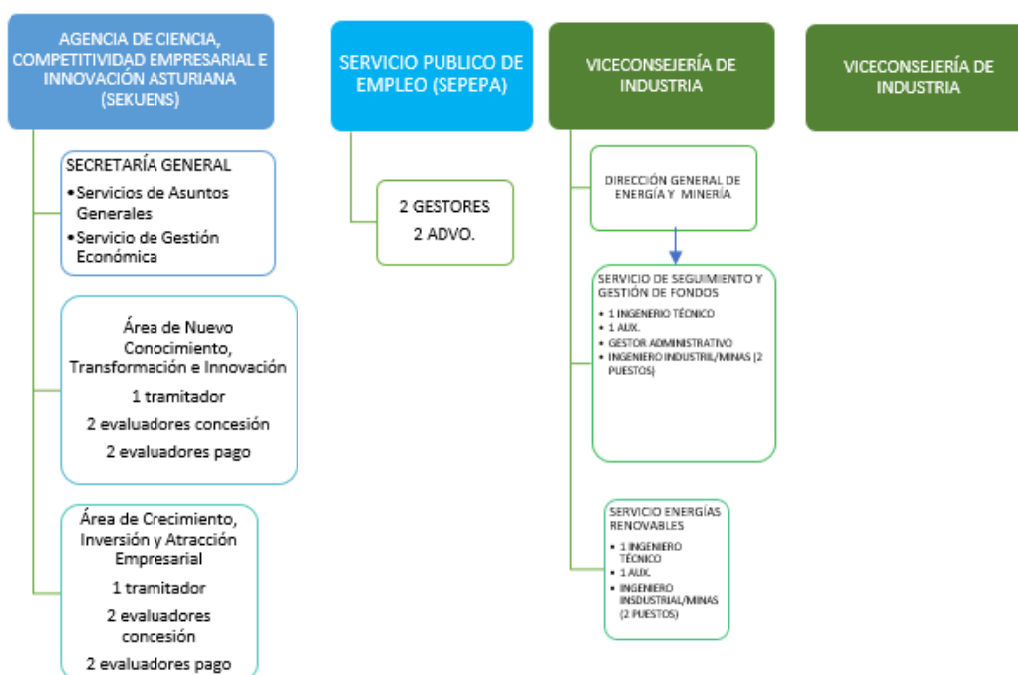 AGENCIA DE CIENCIA,
COMPETITIVIDAD EMPRESARIAL E
INNOVACIÓN ASTURIANA
(SEKUENS)
SECRETARÍA GENERAL
•Servicios de Asuntos
Generales
•Servicio de Gestión
Económica
Área de Nuevo
Conocimiento,
Transformación e Innovación
1 tramitador
2 evaluadores concesión
2 evaluadores pago
Área de Crecimiento,
Inversión y Atracción
Empresarial
1 tramitador
2 evaluadores
concesión
2 evaluadores pago
SERVICIO PUBLICO DE
EMPLEO (SEPEPA)
2 GESTORES
2 ADVO.
VICECONSEJERÍA DE
INDUSTRIA
DIRECCIÓN GENERAL DE
ENERGÍA Y MINERÍA
SERVICIO DE SEGUIMIENTO Y
GESTIÓN DE FONDOS
• 1 INGENERIO TÉCNICO
• 1 AUX.
• GESTOR ADMINISTRATIVO
• INGENIERO INDUSTRIL/MINAS (2
PUESTOS)
SERVICIO ENERGÍAS
RENOVABLES
• 1 INGENIERO
TÉCNICO
• 1 AUX.
• INGENIERO
INSDUSTRIAL/MINAS
(2 PUESTOS)
VICECONSEJERÍA DE
INDUSTRIA